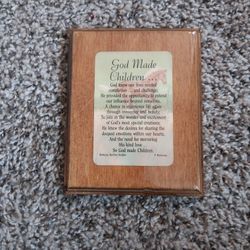 God Made
Children...
God knew our lives needed
completion ... and challenge;
He provided the opportunity to extend
our influence beyond ourselves,
A chance to experience life again
through innocence and beauty;
To join in the wonder and excitement
of God's most special creations;
He knew the desires for sharing the
deepest emotions within our hearts,
And the need for mirroring
His kind love...
So God made Children.